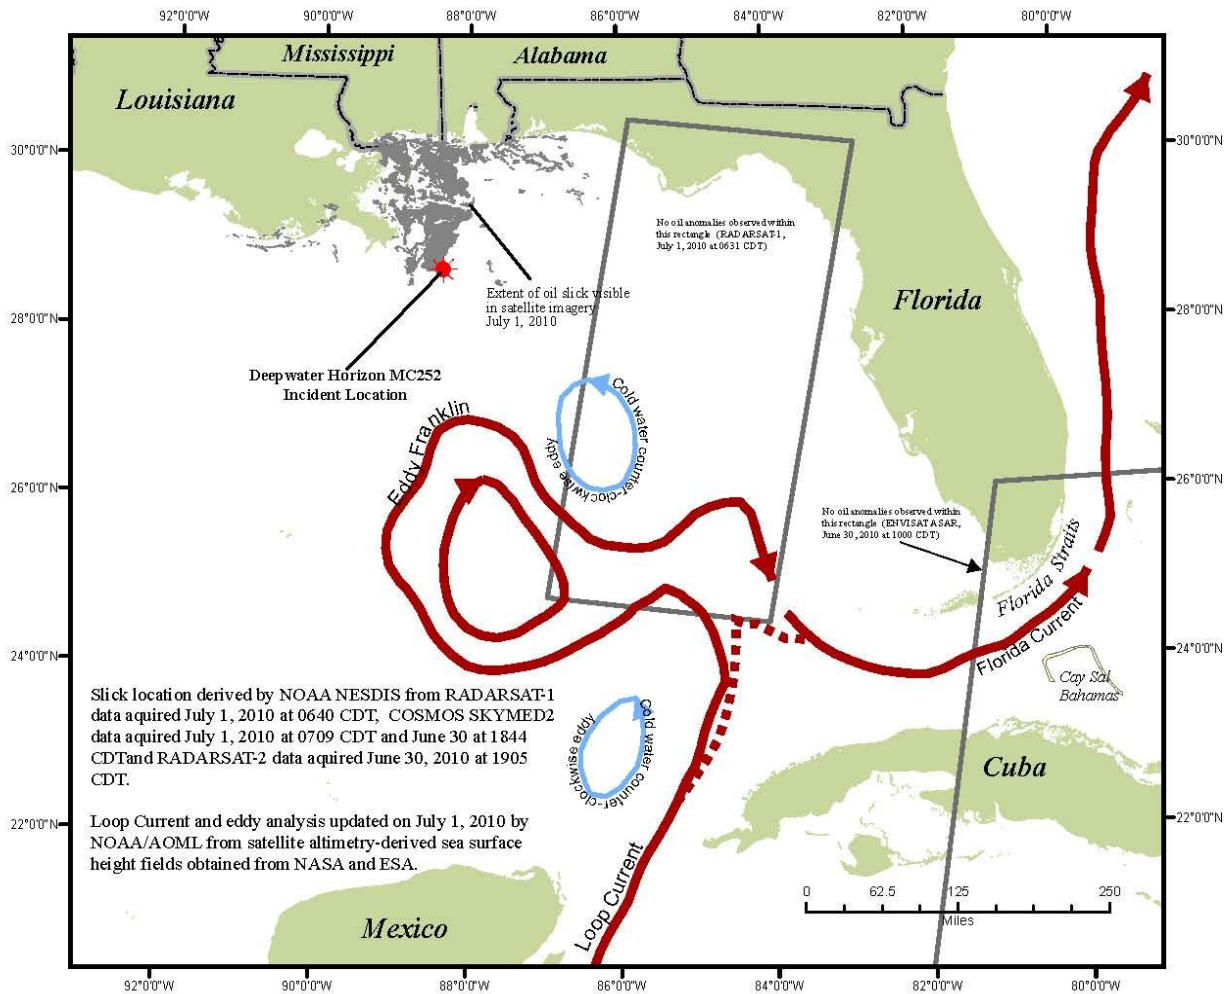 92°0'0"W 90°0'0"W 88°0'0"W 86°0'0"W 84°0'0"W 82°0'0"W 80°0'0"W
Mississippi
Alabama
Louisiana
30°0'0"N
30°0'0"N
No oil anomalies observed within
this rectangle (RADARSAT-1,
July 1, 2010 at 0631 CDT)
Extent of oil slick visible
in satellite imagery
July 1, 2010
Florida
28°0'0"N
28°0'0"N
Deepwater Horizon MC252
Incident Location
Cold water counter-clockwise eddy
Eddy Franklin
26°0'0"N
26°0'0"N
No oil anomalies observed within
this rectangle (ENVISAT ASAR,
June 30, 2010 at 1000 CDT)
Florida Straits
Florida Current
24°0'0"N
24°0'0"N
Cay Sal
Bahamas
Slick location derived by NOAA NESDIS from RADARSAT-1
data aquired July 1, 2010 at 0640 CDT, COSMOS SKYMED2
data aquired July 1, 2010 at 0709 CDT and June 30 at 1844
CDTand RADARSAT-2 data aquired June 30, 2010 at 1905
CDT.
Cold water counter-clockwise eddy
Cuba
22°0'0"N
22°0'0"N
Loop Current and eddy analysis updated on July 1, 2010 by
NOAA/AOML from satellite altimetry-derived sea surface
height fields obtained from NASA and ESA.
Loop Current
0 62.5 125 250
Miles
Mexico
92°0'0"W 90°0'0"W 88°0'0"W 86°0'0"W 84°0'0"W 82°0'0"W 80°0'0"W